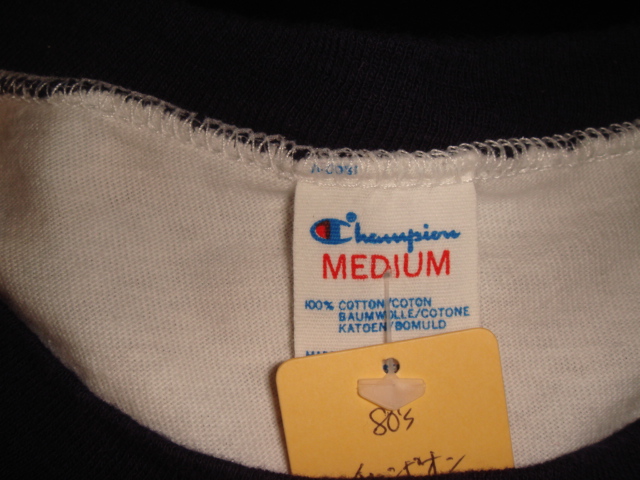 Champion
MEDIUM
100% COTTON/COTON
BAUMWOLLE/COTONE
KATOEN/BOMULD
80's